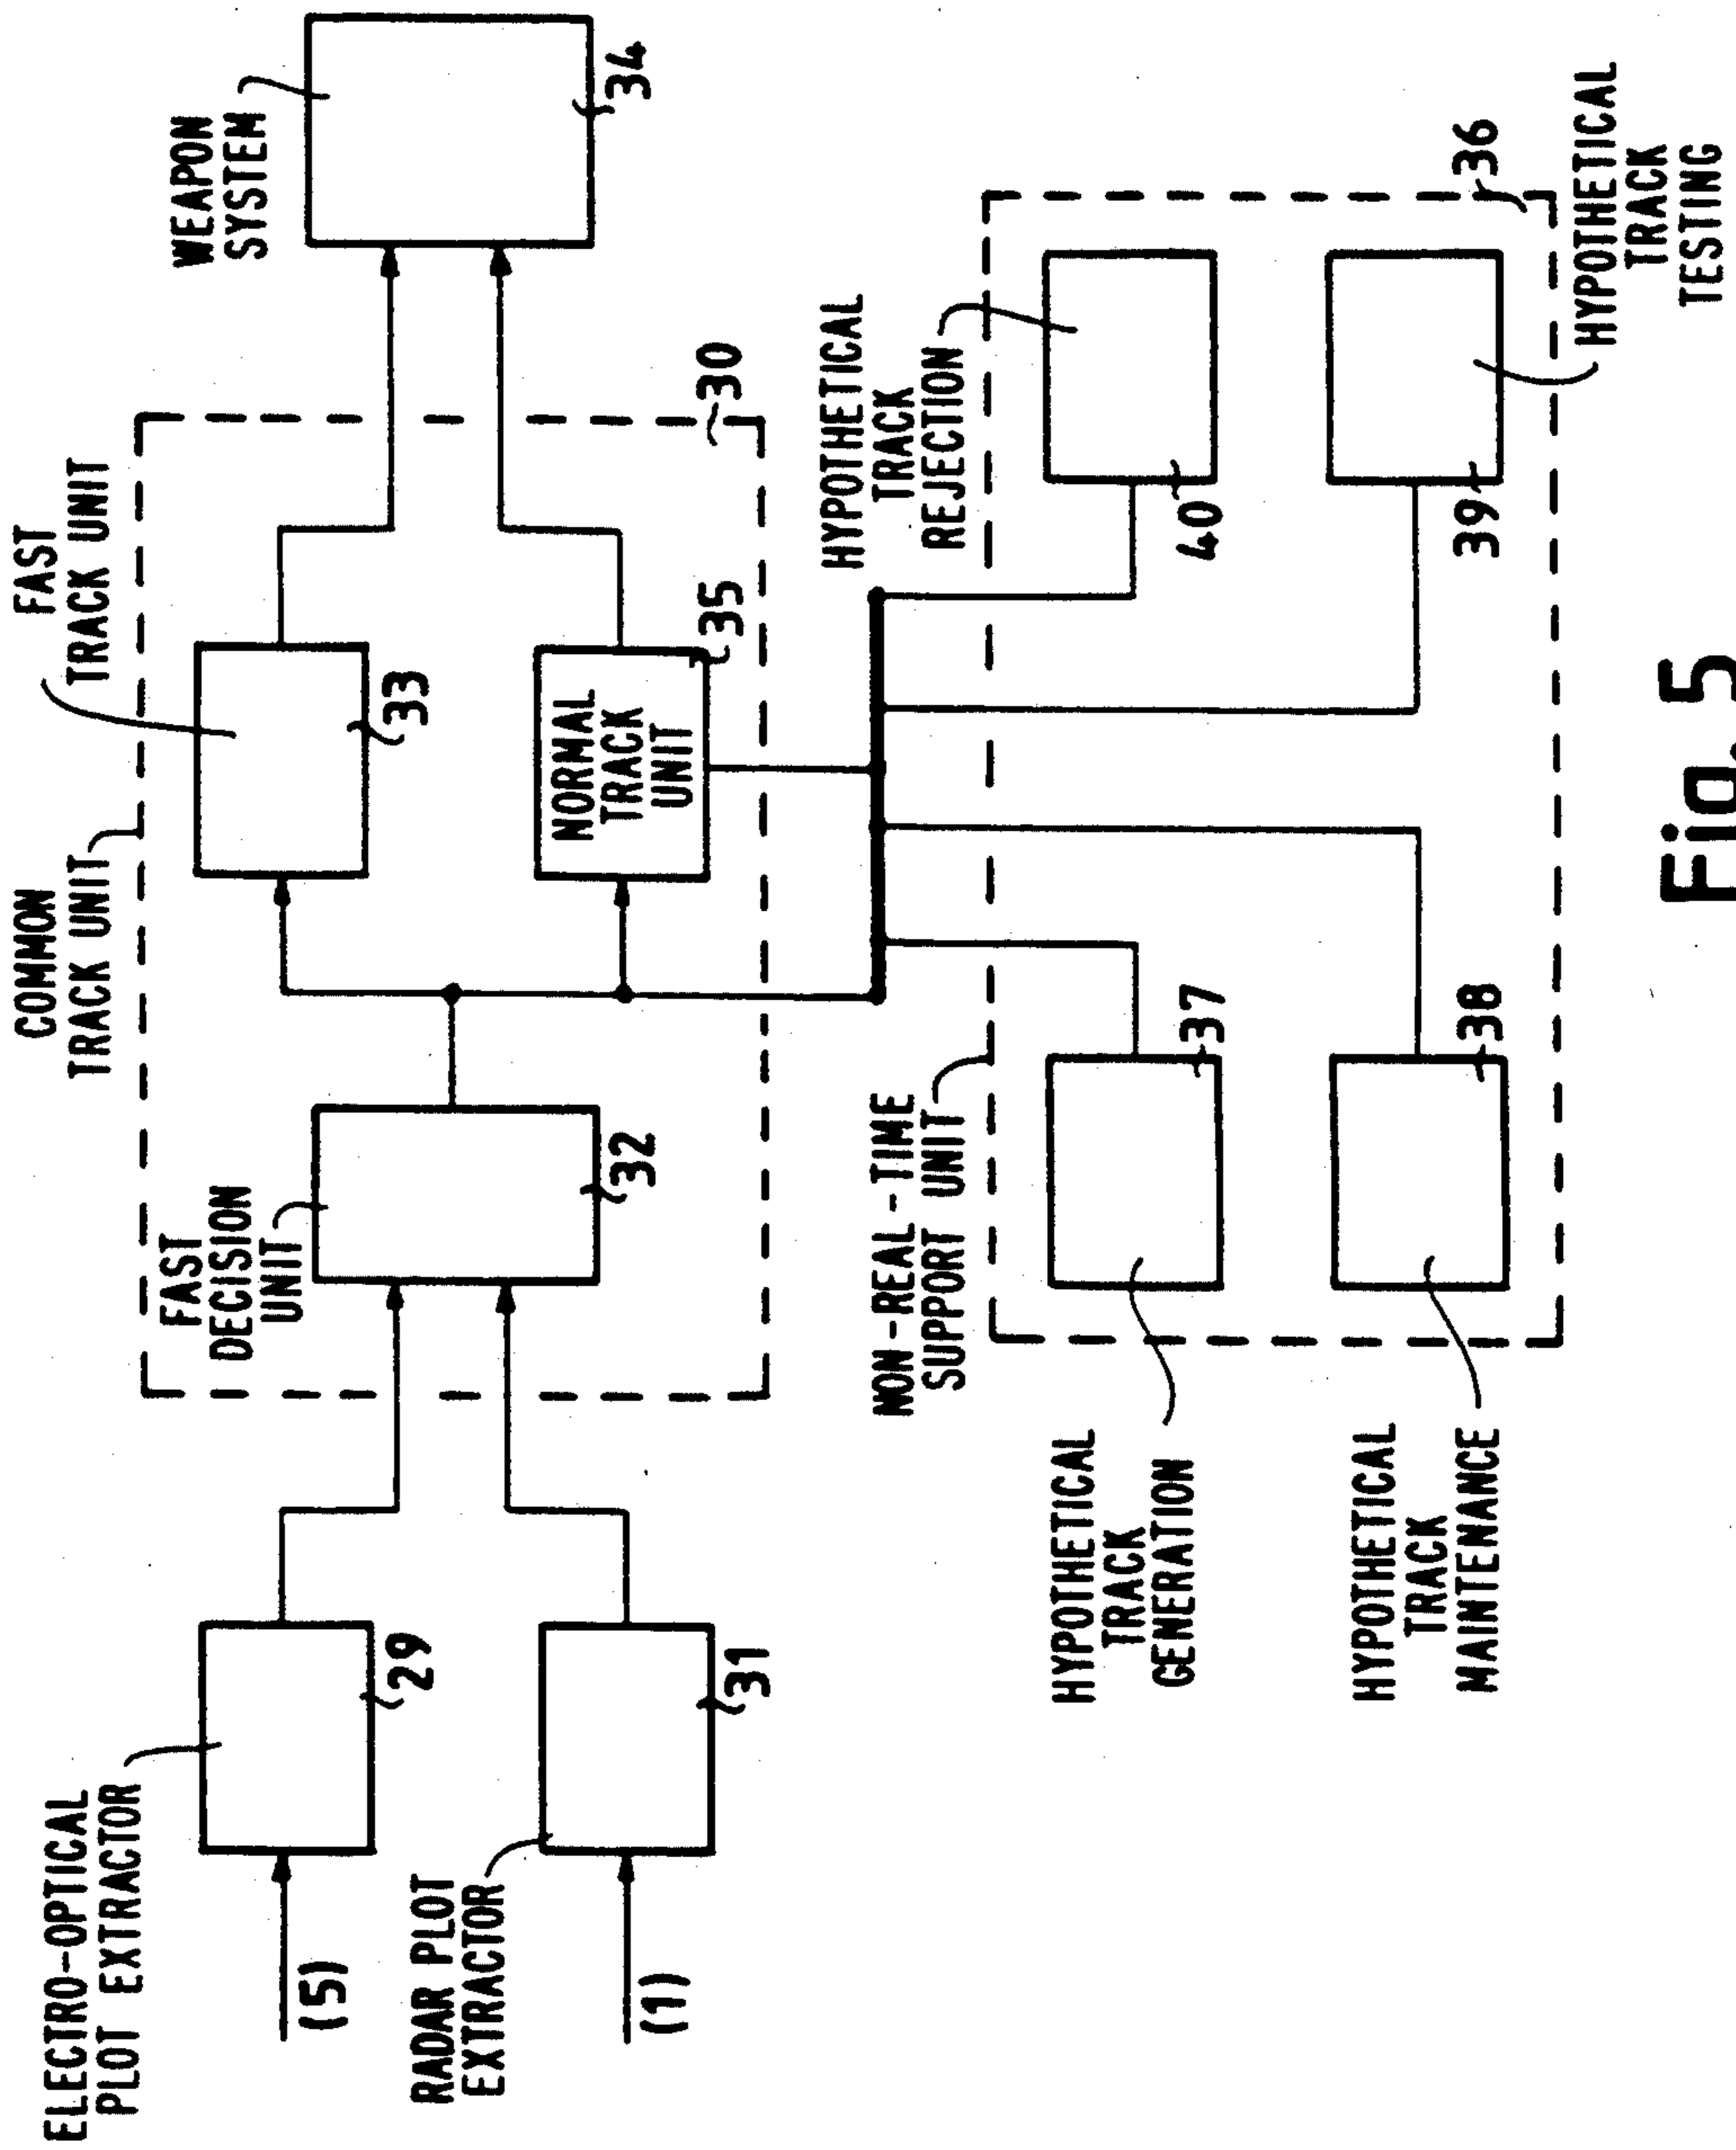 ELECTRO-OPTICAL
PLOT EXTRACTOR
(5)
29
RADAR PLOT
EXTRACTOR
(1)
31
COMMON
TRACK UNIT
FAST
DECISION
UNIT
32
FAST
TRACK UNIT
33
NORMAL
TRACK
UNIT
35
30
WEAPON
SYSTEM
34
NON-REAL-TIME
SUPPORT UNIT
HYPOTHETICAL
TRACK
GENERATION
37
HYPOTHETICAL
TRACK
MAINTENANCE
38
HYPOTHETICAL
TRACK
REJECTION
40
39
36
HYPOTHETICAL
TRACK
TESTING
Fig. 5